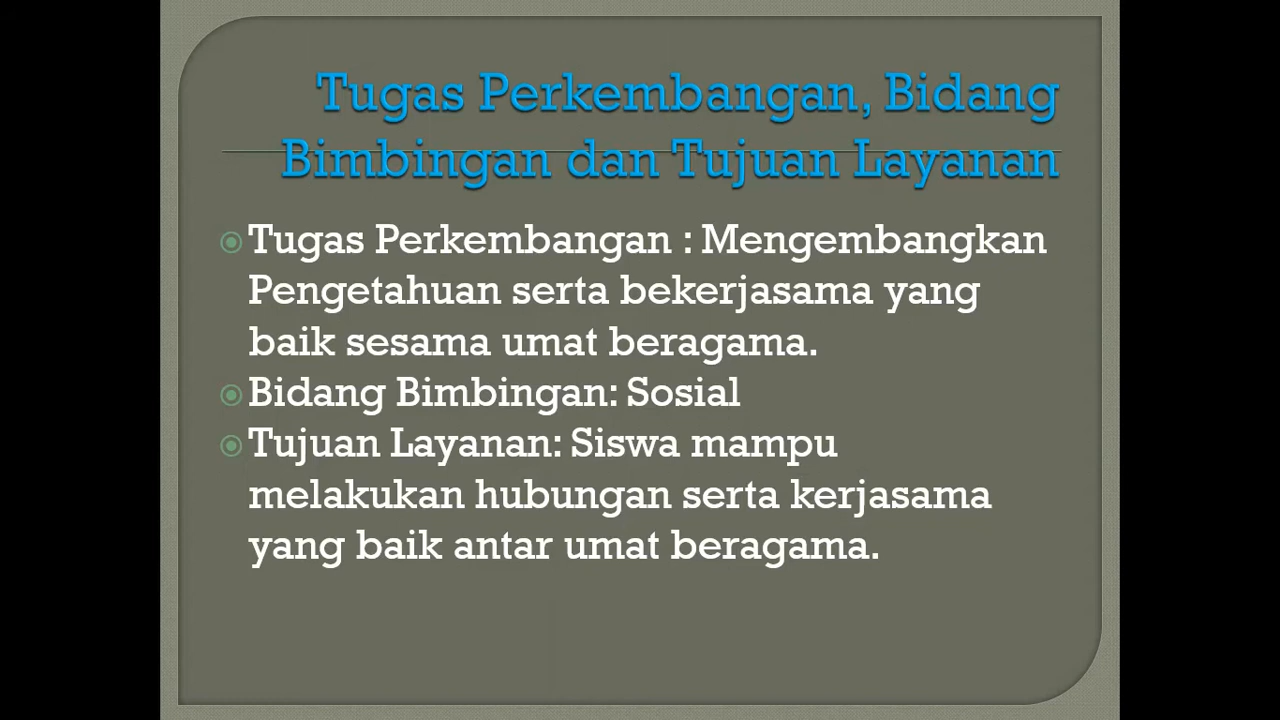 Tugas Perkembangan, Bidang
Bimbingan dan Tujuan Layanan
Tugas Perkembangan : Mengembangkan
Pengetahuan serta bekerjasama yang
baik sesama umat beragama.
Bidang Bimbingan: Sosial
Tujuan Layanan: Siswa mampu
melakukan hubungan serta kerjasama
yang baik antar umat beragama.